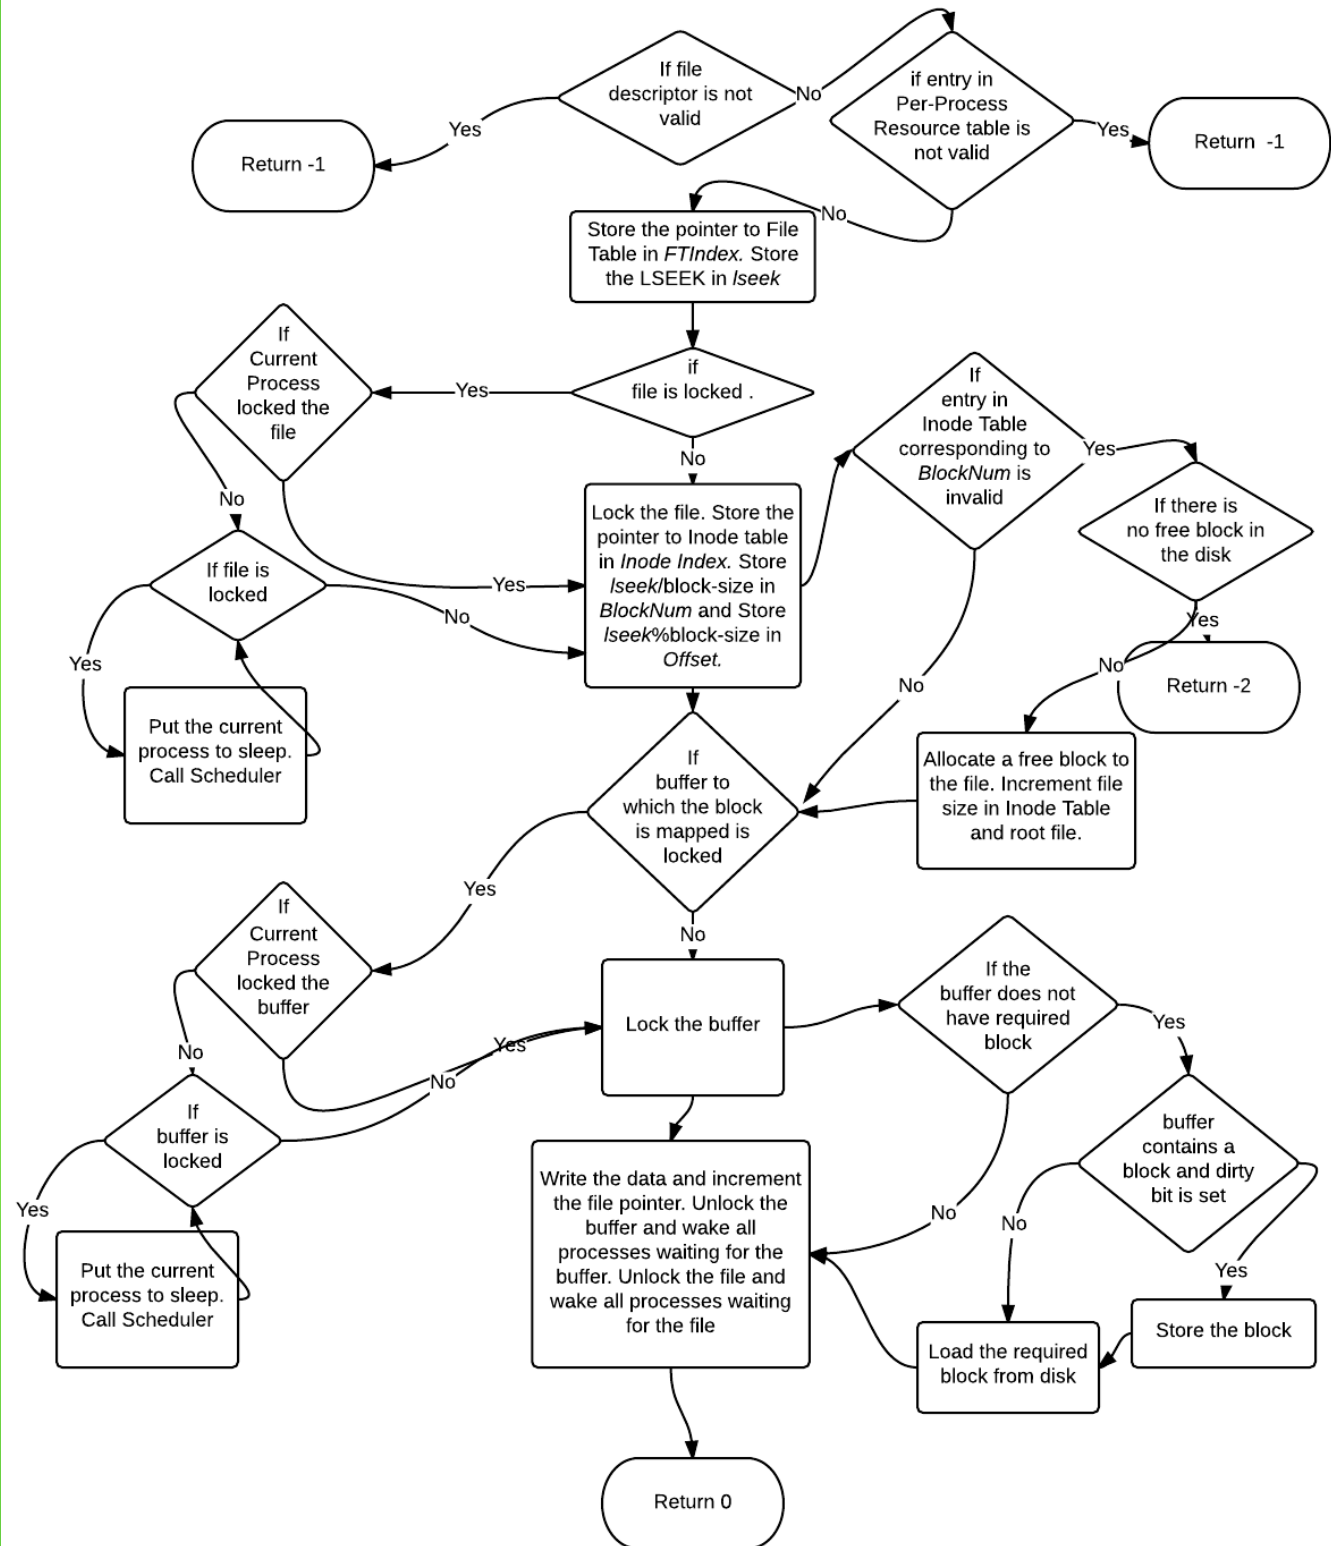 If file
descriptor is not
valid
No
if entry in
Per-Process
Resource table is
not valid
Yes
Return -1
Yes
Return  -1
No
Store the pointer to File
Table in FTIndex. Store
the LSEEK in lseek
If
Current
Process
locked the
file
Yes
if
file is locked .
If
entry in
Inode Table
corresponding to
BlockNum is
invalid
Yes
No
No
If there is
no free block in
the disk
Lock the file. Store the
pointer to Inode table
in Inode Index. Store
lseek/block-size in
BlockNum and Store
lseek%block-size in
Offset.
If file is
locked
Yes
No
Yes
Yes
No
No
Return -2
Put the current
process to sleep.
Call Scheduler
If
buffer to
which the block
is mapped is
locked
Allocate a free block to
the file. Increment file
size in Inode Table
and root file.
Yes
No
If
Current
Process
locked the
buffer
Lock the buffer
If the
buffer does not
have required
block
Yes
No
Yes
No
If
buffer is
locked
buffer
contains a
block and dirty
bit is set
Yes
Write the data and increment
the file pointer. Unlock the
buffer and wake all
processes waiting for the
buffer. Unlock the file and
wake all processes waiting
for the file
No
No
Yes
Put the current
process to sleep.
Call Scheduler
Load the required
block from disk
Store the block
Return 0